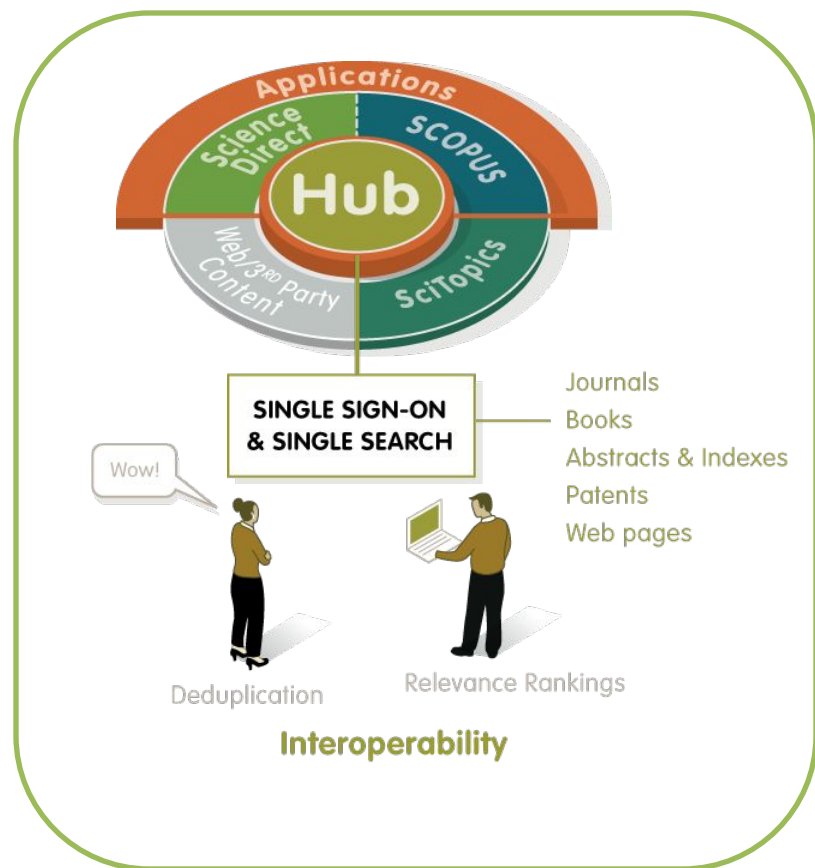 Applications
Science
Direct
SCOPUS
Hub
Web/3RD Party
Content
SciTopics
SINGLE SIGN-ON
& SINGLE SEARCH
Journals
Books
Abstracts & Indexes
Patents
Web pages
Wow!
Deduplication
Relevance Rankings
Interoperability